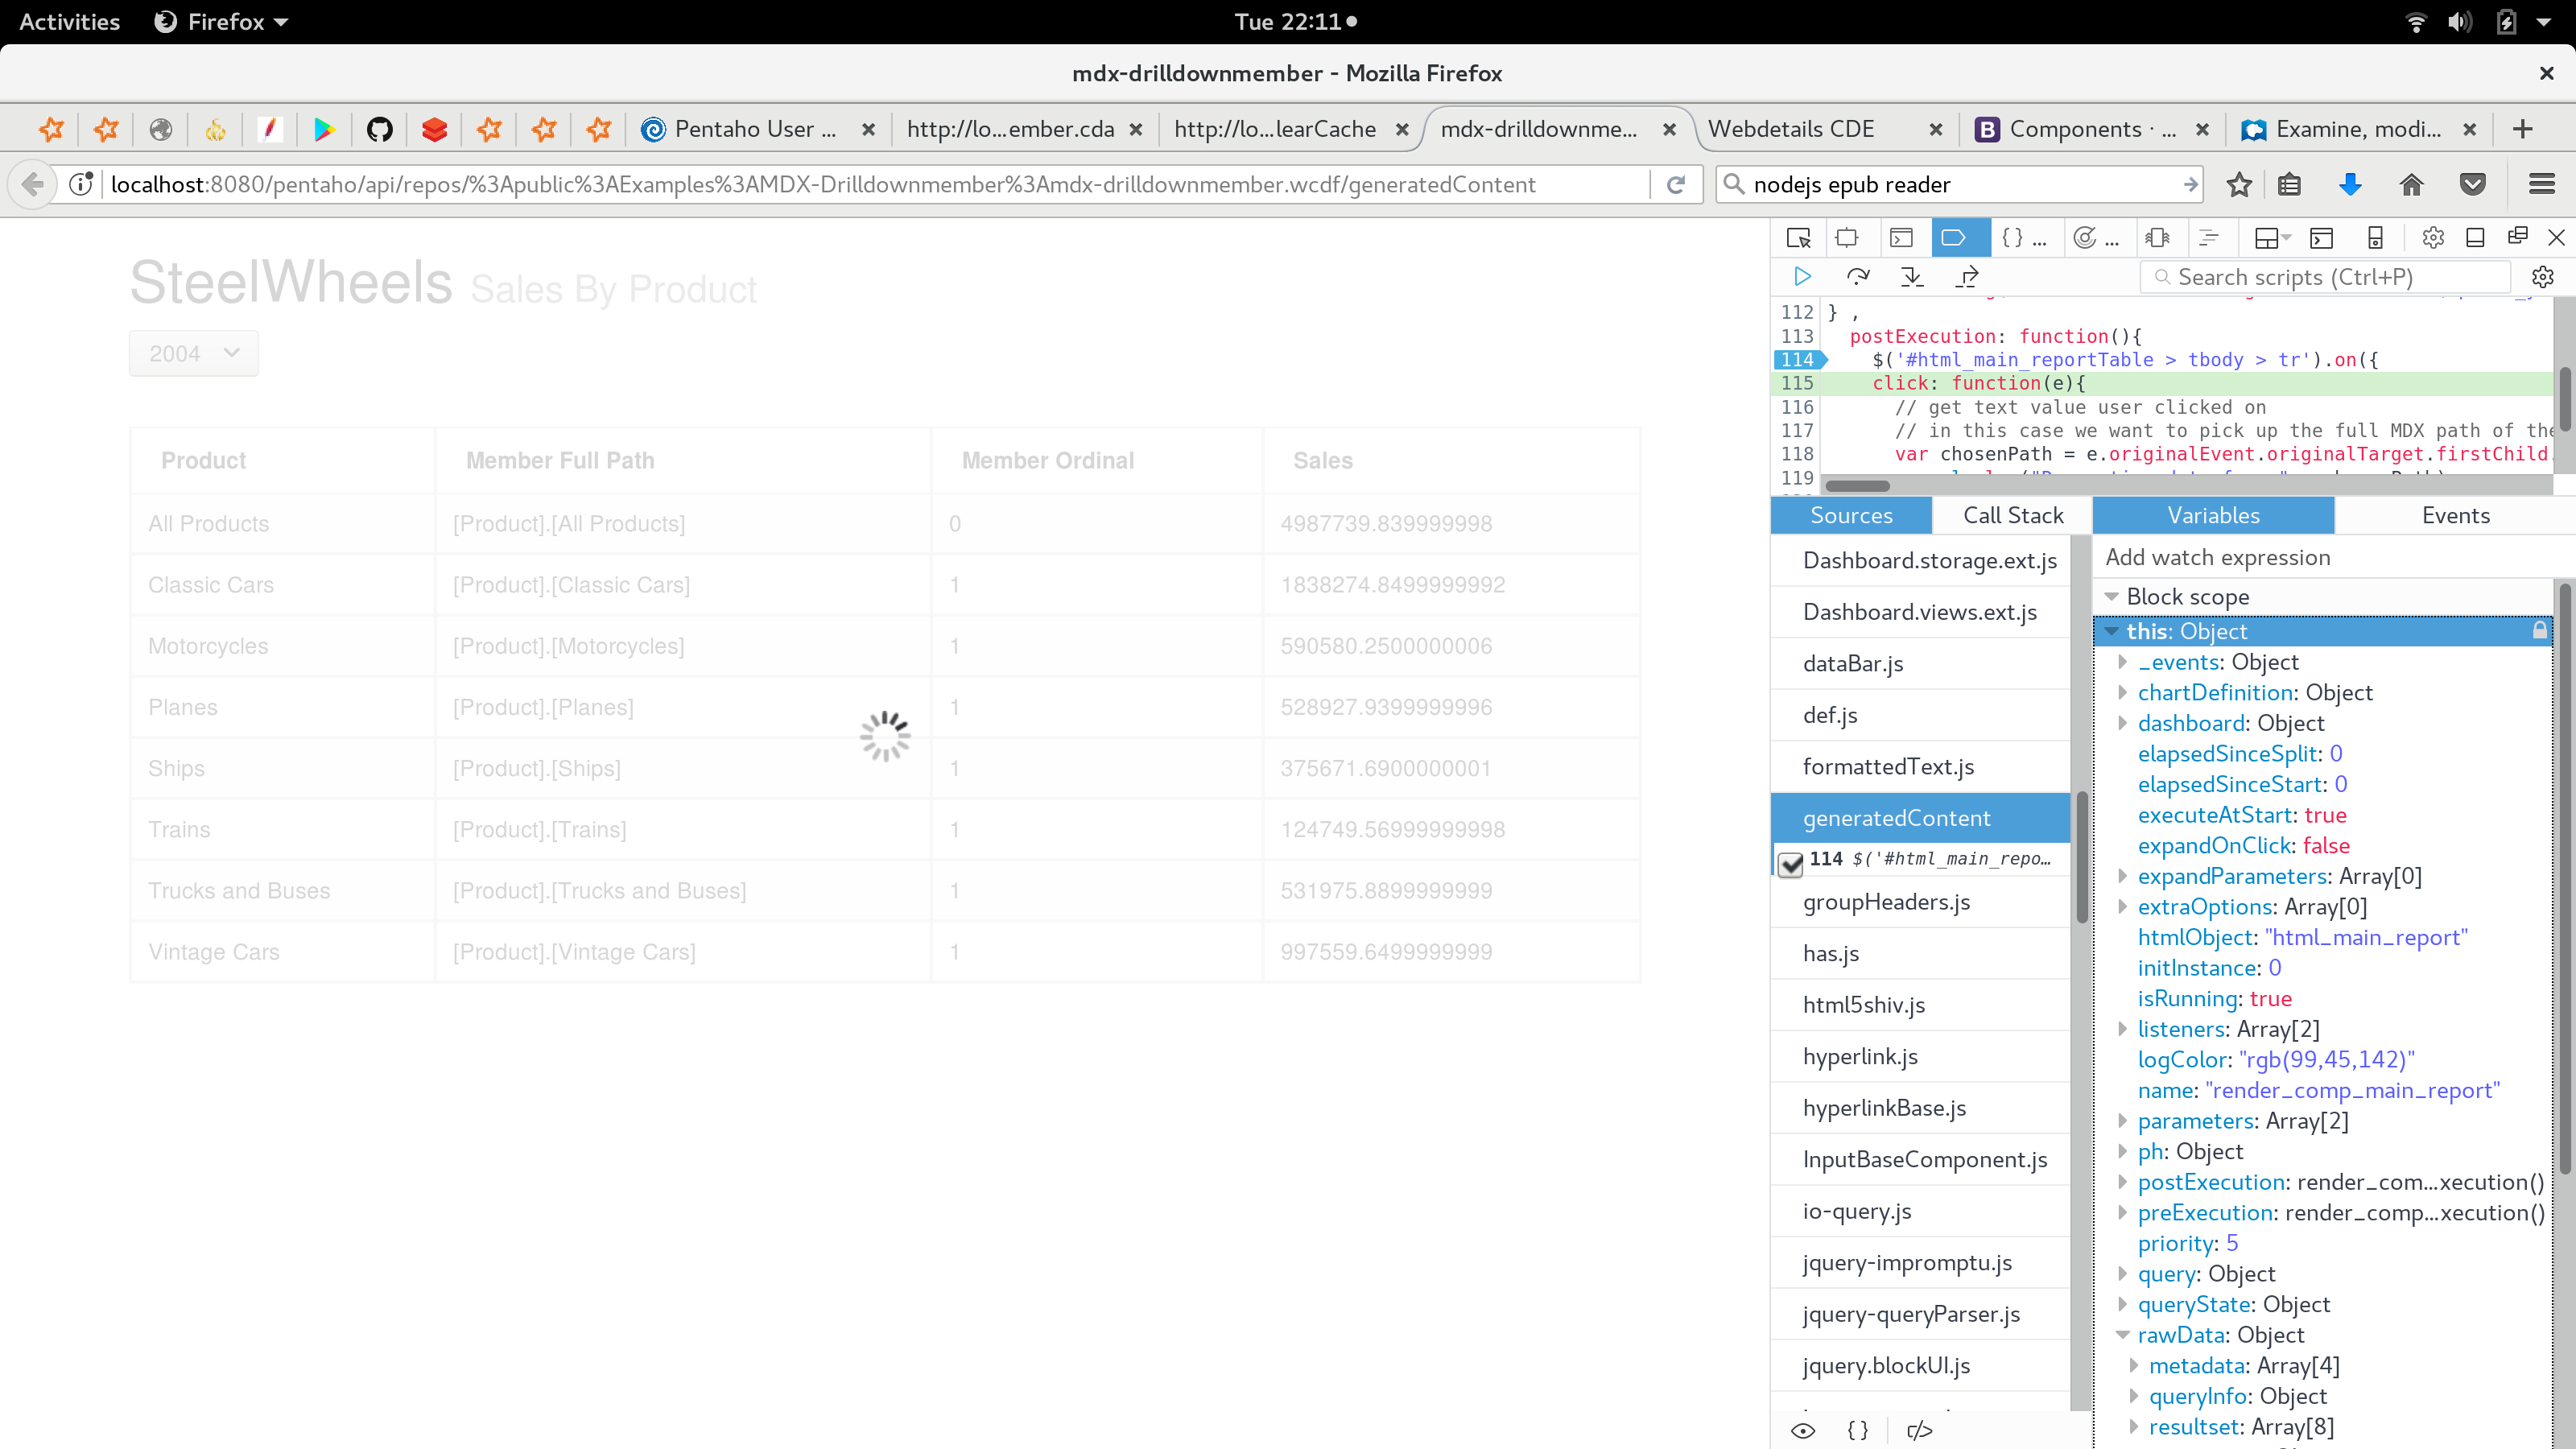 Activities Firefox Tue 22:11
mdx-drilldownmember - Mozilla Firefox
Pentaho User ... http://lo...ember.cda http://lo...learCache mdx-drilldownme... Webdetails CDE Components · ... Examine, modi...
localhost:8080/pentaho/api/repos/%3Apublic%3AExamples%3AMDX-Drilldownmember%3Amdx-drilldownmember.wcdf/generatedContent nodejs epub reader
SteelWheels Sales By Product
2004
Product Member Full Path Member Ordinal Sales
All Products [Product].[All Products] 0 4987739.839999998
Classic Cars [Product].[Classic Cars] 1 1838274.8499999992
Motorcycles [Product].[Motorcycles] 1 590580.2500000006
Planes [Product].[Planes] 1 528927.9399999996
Ships [Product].[Ships] 1 375671.6900000001
Trains [Product].[Trains] 1 124749.56999999998
Trucks and Buses [Product].[Trucks and Buses] 1 531975.8899999999
Vintage Cars [Product].[Vintage Cars] 1 997559.6499999999
{ } ... ...
Search scripts (Ctrl+P)
112 } ,
113 postExecution: function(){
114 $('#html_main_reportTable > tbody > tr').on({
115 click: function(e){
116 // get text value user clicked on
117 // in this case we want to pick up the full MDX path of the
118 var chosenPath = e.originalEvent.originalTarget.firstChild.
119
Sources Call Stack
Dashboard.storage.ext.js
Dashboard.views.ext.js
dataBar.js
def.js
formattedText.js
generatedContent
114 $('#html_main_repo...
groupHeaders.js
has.js
html5shiv.js
hyperlink.js
hyperlinkBase.js
InputBaseComponent.js
io-query.js
jquery-impromptu.js
jquery-queryParser.js
jquery.blockUI.js
{ }
Variables Events
Add watch expression
Block scope
this: Object
_events: Object
chartDefinition: Object
dashboard: Object
elapsedSinceSplit: 0
elapsedSinceStart: 0
executeAtStart: true
expandOnClick: false
expandParameters: Array[0]
extraOptions: Array[0]
htmlObject: "html_main_report"
initInstance: 0
isRunning: true
listeners: Array[2]
logColor: "rgb(99,45,142)"
name: "render_comp_main_report"
parameters: Array[2]
ph: Object
postExecution: render_com...xecution()
preExecution: render_comp...xecution()
priority: 5
query: Object
queryState: Object
rawData: Object
metadata: Array[4]
queryInfo: Object
resultset: Array[8]